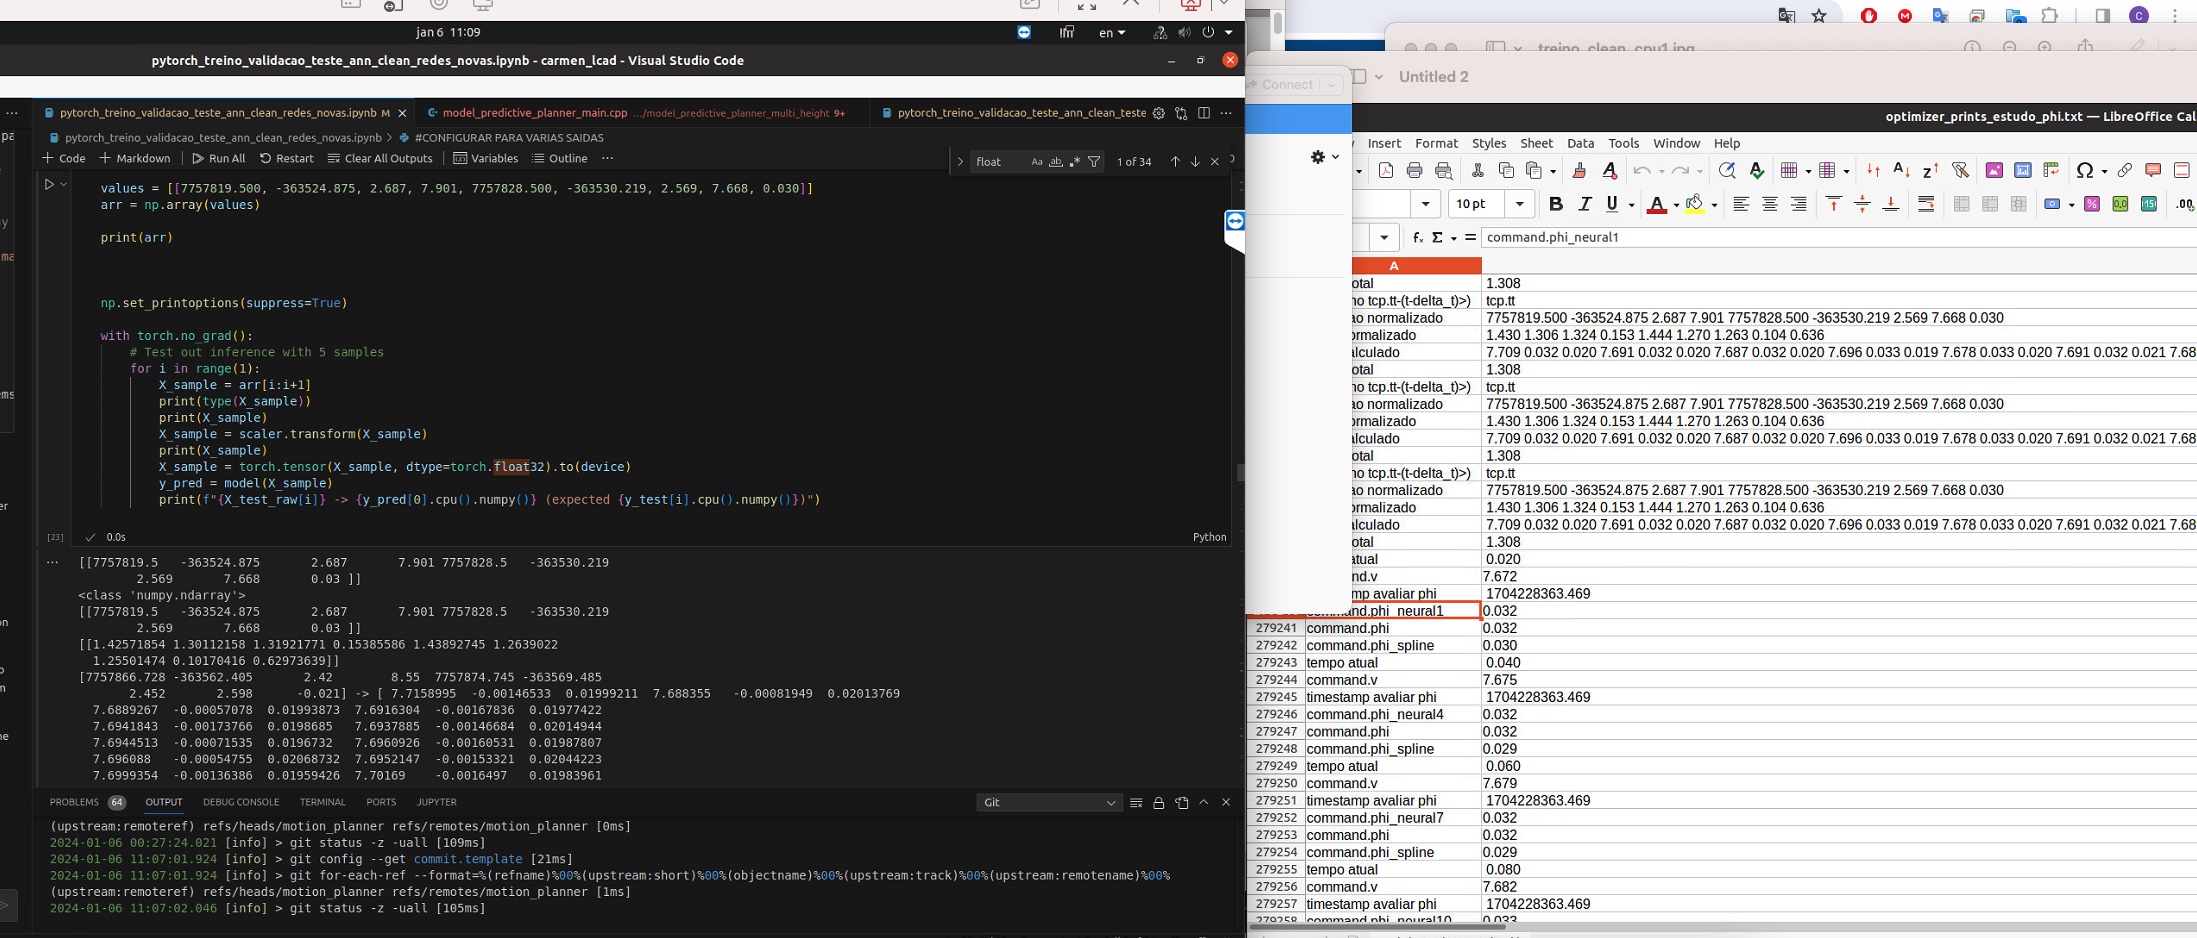 jan 6  11:09
en
pytorch_treino_validacao_teste_ann_clean_redes_novas.ipynb - carmen_lcad - Visual Studio Code
pytorch_treino_validacao_teste_ann_clean_redes_novas.ipynb M
model_predictive_planner_main.cpp .../model_predictive_planner_multi_height 9+
pytorch_treino_validacao_teste_ann_clean_teste
pytorch_treino_validacao_teste_ann_clean_redes_novas.ipynb > #CONFIGURAR PARA VARIAS SAIDAS
+ Code + Markdown Run All Restart Clear All Outputs Variables Outline ...
float Aa ab 1 of 34
values = [[7757819.500, -363524.875, 2.687, 7.901, 7757828.500, -363530.219, 2.569, 7.668, 0.030]]
arr = np.array(values)
print(arr)
np.set_printoptions(suppress=True)
with torch.no_grad():
# Test out inference with 5 samples
for i in range(1):
X_sample = arr[i:i+1]
print(type(X_sample))
print(X_sample)
X_sample = scaler.transform(X_sample)
print(X_sample)
X_sample = torch.tensor(X_sample, dtype=torch.float32).to(device)
y_pred = model(X_sample)
print(f"{X_test_raw[i]} -> {y_pred[0].cpu().numpy()} (expected {y_test[i].cpu().numpy()})")
[23] 0.0s Python
[[7757819.5 -363524.875 2.687 7.901 7757828.5 -363530.219
2.569 7.668 0.03 ]]
<class 'numpy.ndarray'>
[[7757819.5 -363524.875 2.687 7.901 7757828.5 -363530.219
2.569 7.668 0.03 ]]
[[1.42571854 1.30112158 1.31921771 0.15385586 1.43892745 1.2639022
1.25501474 0.10170416 0.62973639]]
[7757866.728 -363562.405 2.42 8.55 7757874.745 -363569.485
2.452 2.598 -0.021] -> [ 7.7158995 -0.00146533 0.01999211 7.688355 -0.00081949 0.02013769
7.6889267 -0.00057078 0.01993873 7.6916304 -0.00167836 0.01977422
7.6941843 -0.00173766 0.0198685 7.6937885 -0.00146684 0.02014944
7.6944513 -0.00071535 0.0196732 7.6960926 -0.00160531 0.01987807
7.696088 -0.00054755 0.02068732 7.6952147 -0.00153321 0.02044223
7.6999354 -0.00136386 0.01959426 7.70169 -0.0016497 0.01983961
PROBLEMS 64 OUTPUT DEBUG CONSOLE TERMINAL PORTS JUPYTER Git
(upstream:remoteref) refs/heads/motion_planner refs/remotes/motion_planner [0ms]
2024-01-06 00:27:24.021 [info] > git status -z -uall [109ms]
2024-01-06 11:07:01.924 [info] > git config --get commit.template [21ms]
2024-01-06 11:07:01.924 [info] > git for-each-ref --format=%(refname)%00%(upstream:short)%00%(objectname)%00%(upstream:track)%00%(upstream:remotename)%00%
(upstream:remoteref) refs/heads/motion_planner refs/remotes/motion_planner [1ms]
2024-01-06 11:07:02.046 [info] > git status -z -uall [105ms]
treino_clean_cpu1.jpg
Connect
Untitled 2
optimizer_prints_estudo_phi.txt — LibreOffice Cal
Insert Format Styles Sheet Data Tools Window Help
10 pt
command.phi_neural1
A
otal 1.308
no tcp.tt-(t-delta_t)>) tcp.tt
ao normalizado 7757819.500 -363524.875 2.687 7.901 7757828.500 -363530.219 2.569 7.668 0.030
ormalizado 1.430 1.306 1.324 0.153 1.444 1.270 1.263 0.104 0.636
alculado 7.709 0.032 0.020 7.691 0.032 0.020 7.687 0.032 0.020 7.696 0.033 0.019 7.678 0.033 0.020 7.691 0.032 0.021 7.68
otal 1.308
no tcp.tt-(t-delta_t)>) tcp.tt
ao normalizado 7757819.500 -363524.875 2.687 7.901 7757828.500 -363530.219 2.569 7.668 0.030
ormalizado 1.430 1.306 1.324 0.153 1.444 1.270 1.263 0.104 0.636
alculado 7.709 0.032 0.020 7.691 0.032 0.020 7.687 0.032 0.020 7.696 0.033 0.019 7.678 0.033 0.020 7.691 0.032 0.021 7.68
otal 1.308
no tcp.tt-(t-delta_t)>) tcp.tt
ao normalizado 7757819.500 -363524.875 2.687 7.901 7757828.500 -363530.219 2.569 7.668 0.030
ormalizado 1.430 1.306 1.324 0.153 1.444 1.270 1.263 0.104 0.636
alculado 7.709 0.032 0.020 7.691 0.032 0.020 7.687 0.032 0.020 7.696 0.033 0.019 7.678 0.033 0.020 7.691 0.032 0.021 7.68
otal 1.308
atual 0.020
nd.v 7.672
mp avaliar phi 1704228363.469
command.phi_neural1 0.032
279241 command.phi 0.032
279242 command.phi_spline 0.030
279243 tempo atual 0.040
279244 command.v 7.675
279245 timestamp avaliar phi 1704228363.469
279246 command.phi_neural4 0.032
279247 command.phi 0.032
279248 command.phi_spline 0.029
279249 tempo atual 0.060
279250 command.v 7.679
279251 timestamp avaliar phi 1704228363.469
279252 command.phi_neural7 0.032
279253 command.phi 0.032
279254 command.phi_spline 0.029
279255 tempo atual 0.080
279256 command.v 7.682
279257 timestamp avaliar phi 1704228363.469
279258 command.phi_neural10 0.033